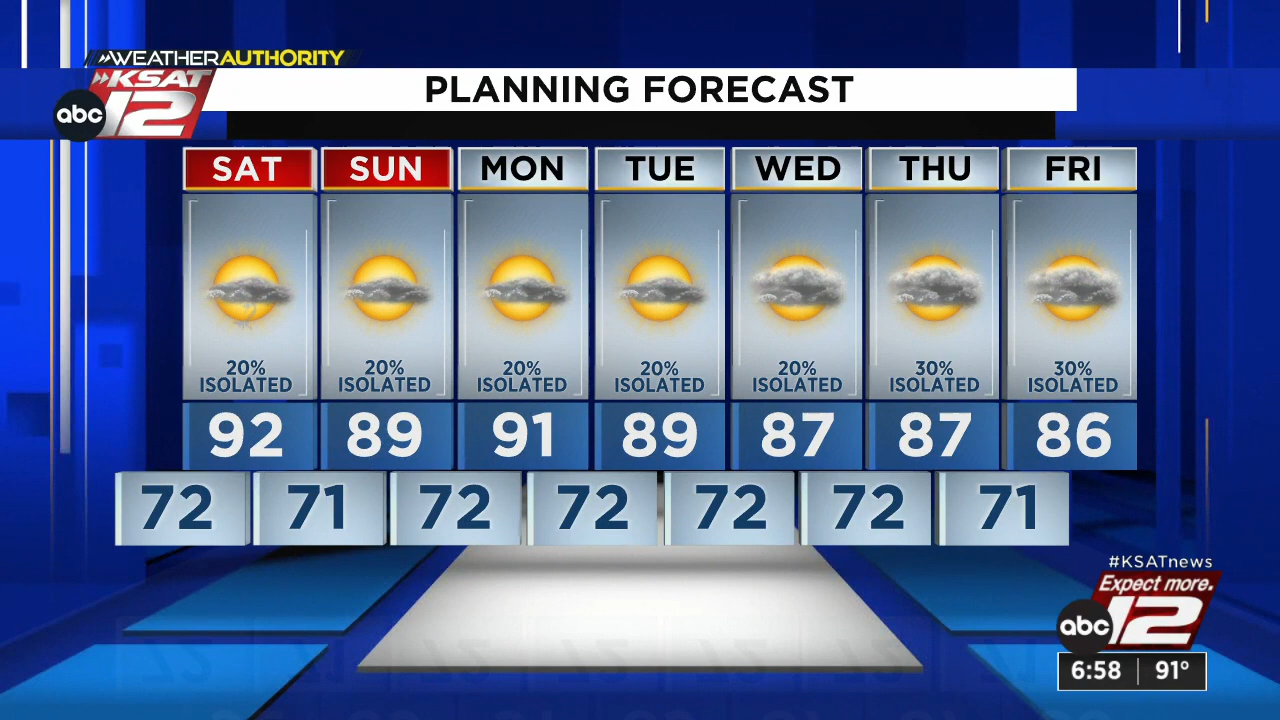 WEATHERAUTHORITY
KSAT
abc 12
PLANNING FORECAST
SAT SUN MON TUE WED THU FRI
20% 20% 20% 20% 20% 30% 30%
ISOLATED ISOLATED ISOLATED ISOLATED ISOLATED ISOLATED ISOLATED
92 89 91 89 87 87 86
72 71 72 72 72 72 71
#KSATnews
Expect more.
abc 12
6:58 91°